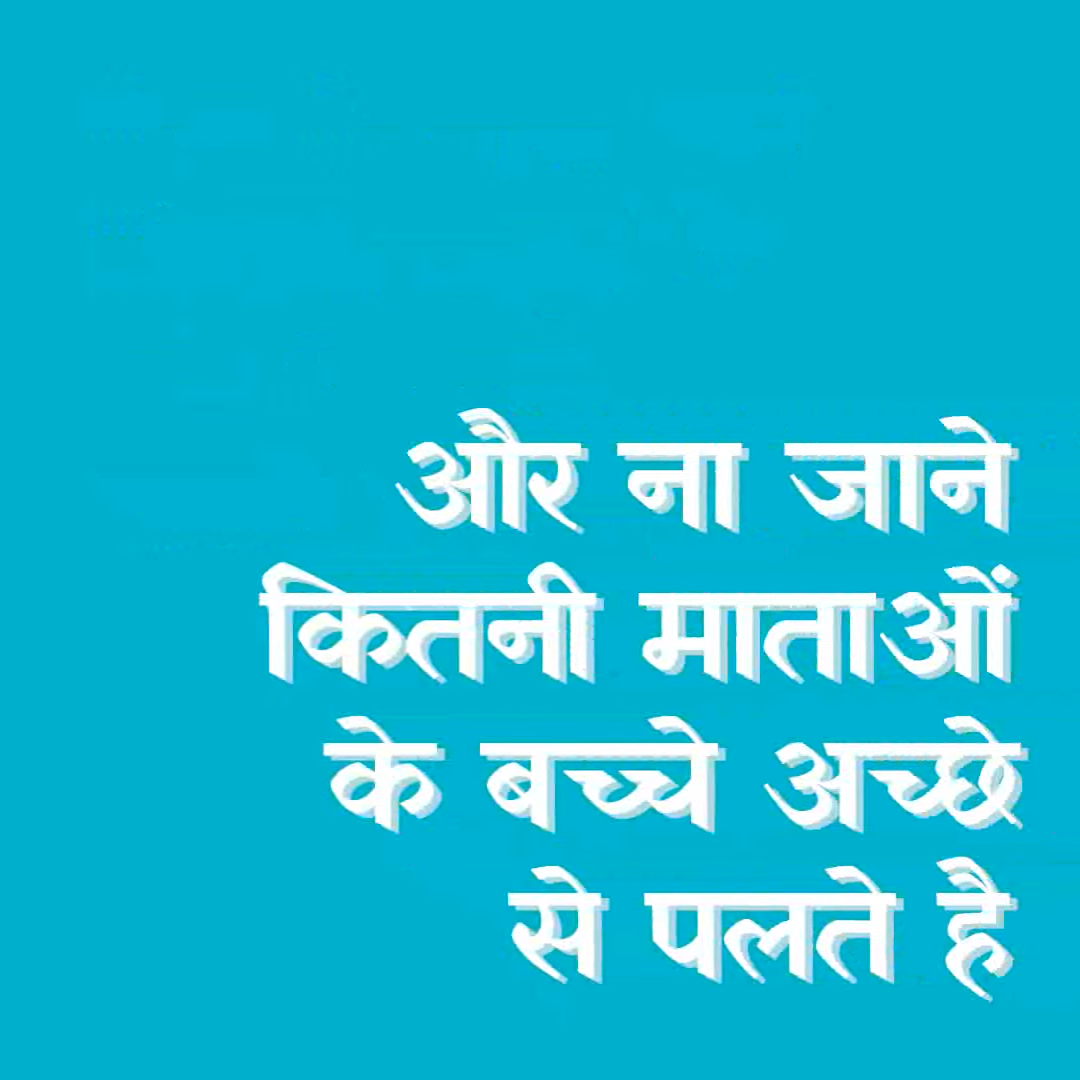 और ना जाने
कितनी माताओं
के बच्चे अच्छे
से पलते है